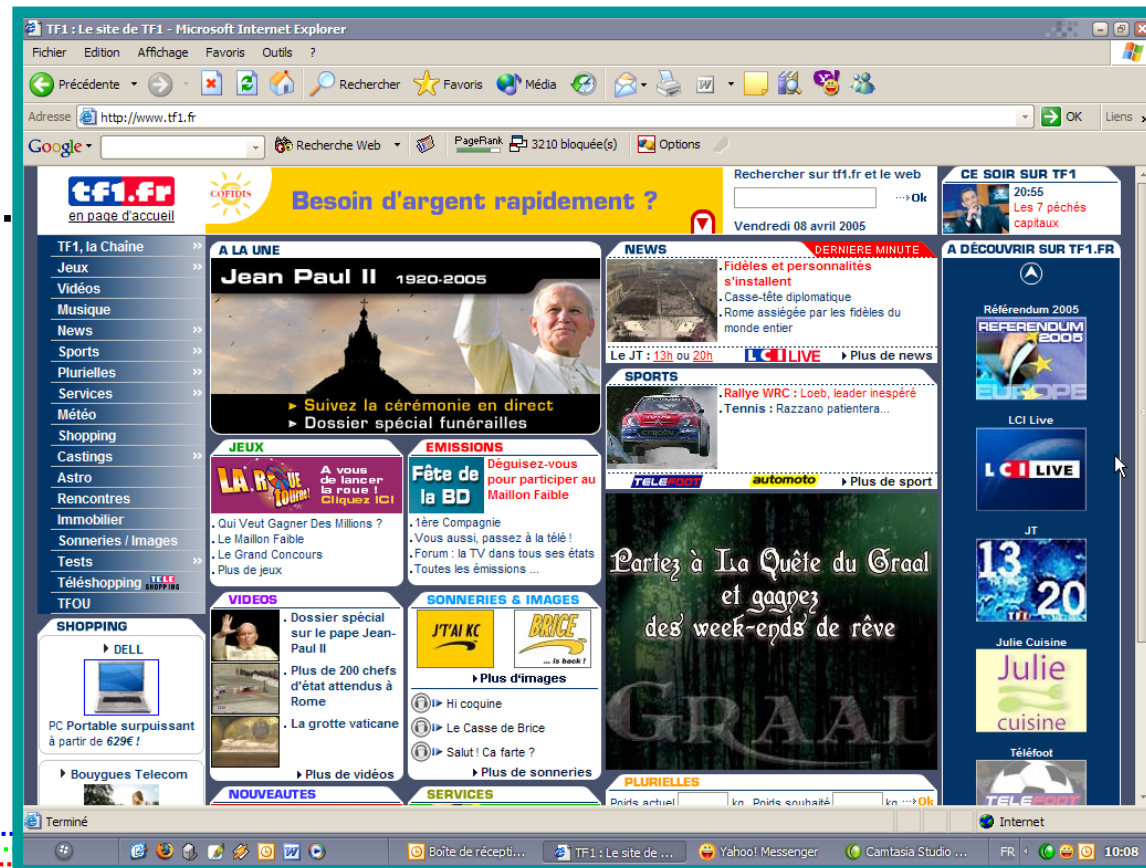 TF1 : Le site de TF1 - Microsoft Internet Explorer
Fichier Edition Affichage Favoris Outils ?
Précédente Rechercher Favoris Média
Adresse http://www.tf1.fr OK Liens
Google Recherche Web PageRank 3210 bloquée(s) Options
tf1.fr
en page d'accueil
COFIDIS
Besoin d'argent rapidement ?
Rechercher sur tf1.fr et le web
Ok
Vendredi 08 avril 2005
CE SOIR SUR TF1
20:55
Les 7 péchés
capitaux
TF1, la Chaîne
Jeux
Vidéos
Musique
News
Sports
Plurielles
Services
Météo
Shopping
Castings
Astro
Rencontres
Immobilier
Sonneries / Images
Tests
Téléshopping TELE SHOPPING
TFOU
SHOPPING
DELL
PC Portable surpuissant
à partir de 629€ !
Bouygues Telecom
A LA UNE
Jean Paul II 1920-2005
Suivez la cérémonie en direct
Dossier spécial funérailles
JEUX
LA ROUE tourne!
A vous
de lancer
la roue !
Cliquez ICI
. Qui Veut Gagner Des Millions ?
. Le Maillon Faible
. Le Grand Concours
. Plus de jeux
EMISSIONS
Fête de
la BD
Déguisez-vous
pour participer au
Maillon Faible
. 1ère Compagnie
. Vous aussi, passez à la télé !
. Forum : la TV dans tous ses états
. Toutes les émissions ...
VIDEOS
. Dossier spécial
sur le pape Jean-
Paul II
. Plus de 200 chefs
d'état attendus à
Rome
. La grotte vaticane
Plus de vidéos
NOUVEAUTES
SONNERIES & IMAGES
J'T'AI KC
BRICE
... is back !
Plus d'images
Hi coquine
Le Casse de Brice
Salut ! Ca farte ?
Plus de sonneries
SERVICES
NEWS
DERNIERE MINUTE
. Fidèles et personnalités
s'installent
. Casse-tête diplomatique
. Rome assiégée par les fidèles du
monde entier
Le JT : 13h ou 20h LCI LIVE Plus de news
SPORTS
. Rallye WRC : Loeb, leader inespéré
. Tennis : Razzano patientera...
TELEFOOT automoto Plus de sport
Partez à La Quête du Graal
et gagnez
des week-ends de rêve
GRAAL
PLURIELLES
Poids actuel kg Poids souhaité kg Ok
A DÉCOUVRIR SUR TF1.FR
Référendum 2005
REFERENDUM
2005
EUROPE
LCI Live
LCI LIVE
JT
13
20
Julie Cuisine
Julie
cuisine
Téléfoot
TELEFOOT
Terminé Internet
Boîte de récepti... TF1 : Le site de ... Yahoo! Messenger Camtasia Studio ... FR 10:08